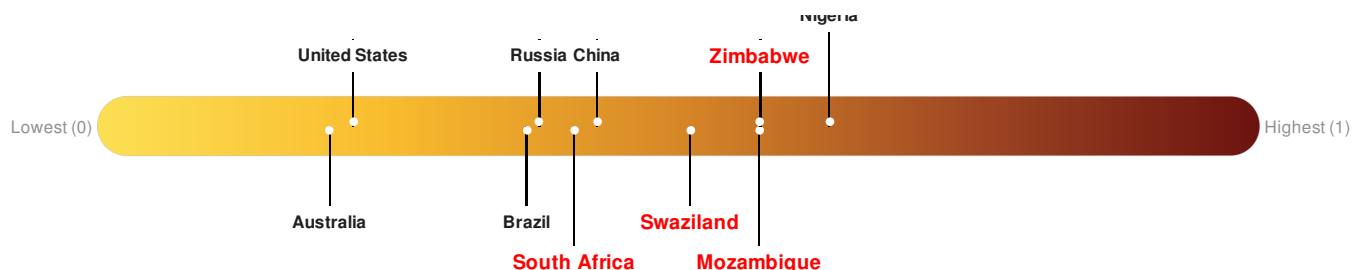 Nigeria
United States
Russia China
Zimbabwe
Lowest (0)
Highest (1)
Australia
Brazil
Swaziland
South Africa
Mozambique